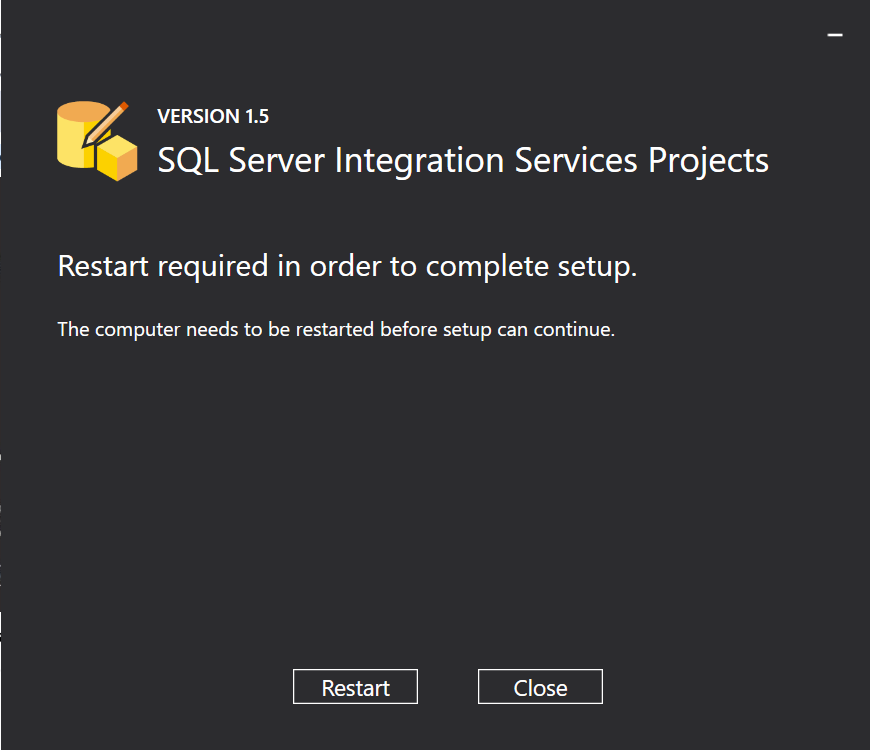 VERSION 1.5
SQL Server Integration Services Projects
Restart required in order to complete setup.
The computer needs to be restarted before setup can continue.
Restart
Close